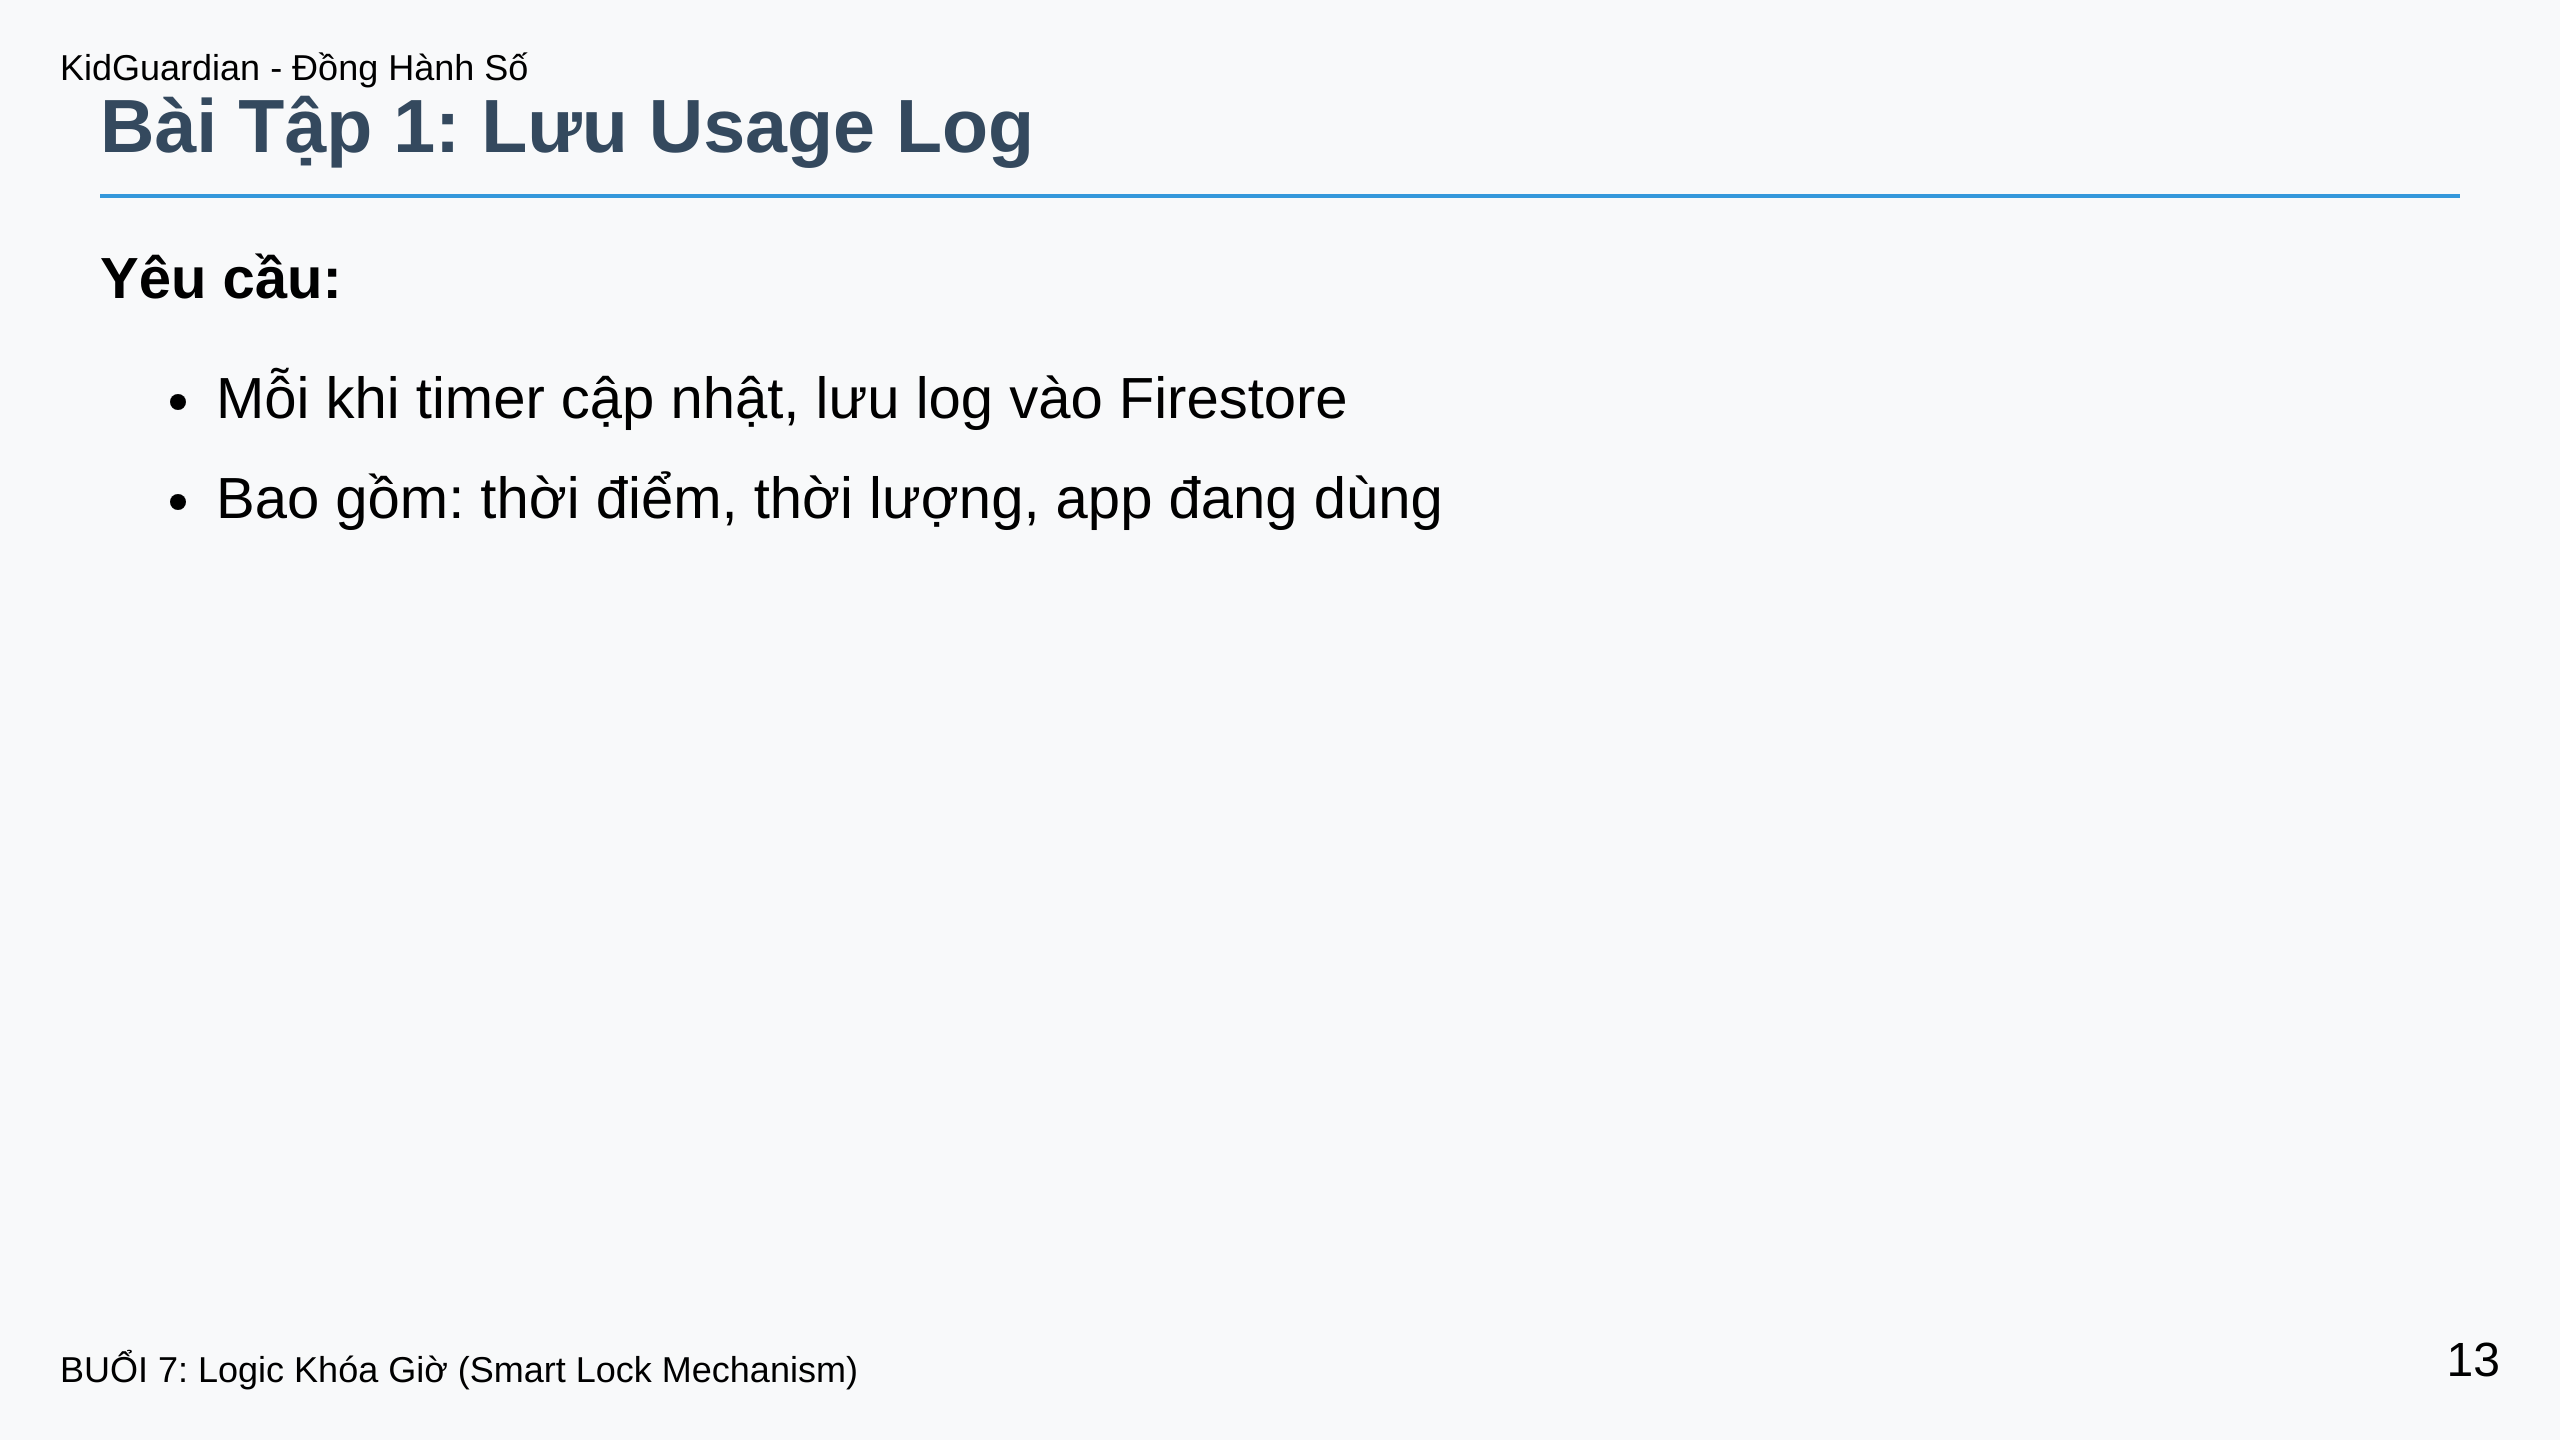 KidGuardian - Đồng Hành Số
Bài Tập 1: Lưu Usage Log
Yêu cầu:
• Mỗi khi timer cập nhật, lưu log vào Firestore
• Bao gồm: thời điểm, thời lượng, app đang dùng
BUỔI 7: Logic Khóa Giờ (Smart Lock Mechanism)
13